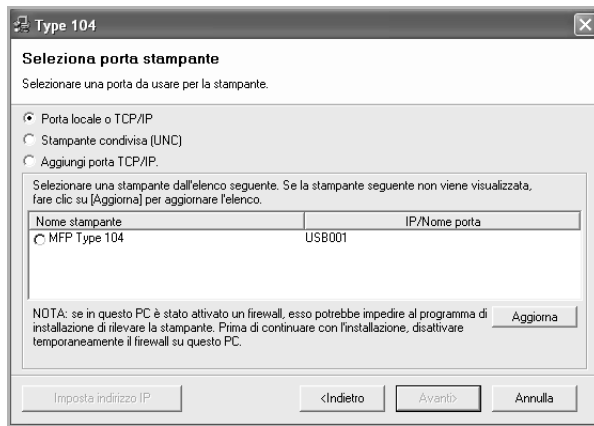 Type 104
Seleziona porta stampante
Selezionare una porta da usare per la stampante.
Porta locale o TCP/IP
Stampante condivisa (UNC)
Aggiungi porta TCP/IP.
Selezionare una stampante dall'elenco seguente. Se la stampante seguente non viene visualizzata,
fare clic su [Aggiorna] per aggiornare l'elenco.
Nome stampante IP/Nome porta
MFP Type 104 USB001
NOTA: se in questo PC è stato attivato un firewall, esso potrebbe impedire al programma di
installazione di rilevare la stampante. Prima di continuare con l'installazione, disattivare
temporaneamente il firewall su questo PC.
Aggiorna
Imposta indirizzo IP <Indietro Avanti> Annulla